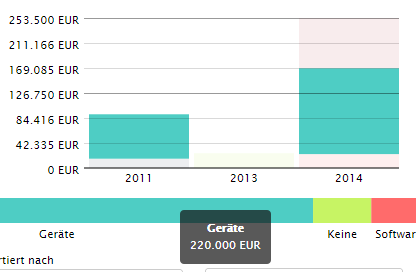 253.500 EUR
211.166 EUR
169.085 EUR
126.750 EUR
84.416 EUR
42.335 EUR
0 EUR
2011 2013 2014
Geräte Keine Softwar
Geräte
220.000 EUR
rtiert nach